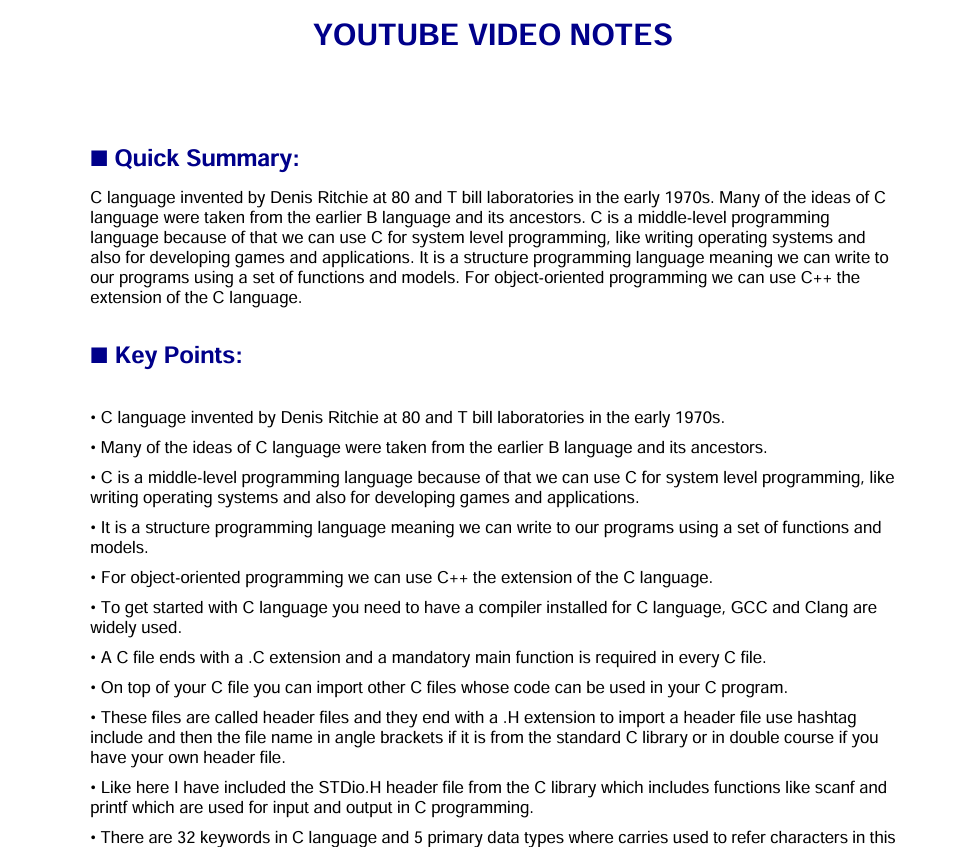 YOUTUBE VIDEO NOTES
■ Quick Summary:
C language invented by Denis Ritchie at 80 and T bill laboratories in the early 1970s. Many of the ideas of C
language were taken from the earlier B language and its ancestors. C is a middle-level programming
language because of that we can use C for system level programming, like writing operating systems and
also for developing games and applications. It is a structure programming language meaning we can write to
our programs using a set of functions and models. For object-oriented programming we can use C++ the
extension of the C language.
■ Key Points:
• C language invented by Denis Ritchie at 80 and T bill laboratories in the early 1970s.
• Many of the ideas of C language were taken from the earlier B language and its ancestors.
• C is a middle-level programming language because of that we can use C for system level programming, like
writing operating systems and also for developing games and applications.
• It is a structure programming language meaning we can write to our programs using a set of functions and
models.
• For object-oriented programming we can use C++ the extension of the C language.
• To get started with C language you need to have a compiler installed for C language, GCC and Clang are
widely used.
• A C file ends with a .C extension and a mandatory main function is required in every C file.
• On top of your C file you can import other C files whose code can be used in your C program.
• These files are called header files and they end with a .H extension to import a header file use hashtag
include and then the file name in angle brackets if it is from the standard C library or in double course if you
have your own header file.
• Like here I have included the STDio.H header file from the C library which includes functions like scanf and
printf which are used for input and output in C programming.
• There are 32 keywords in C language and 5 primary data types where carries used to refer characters in this